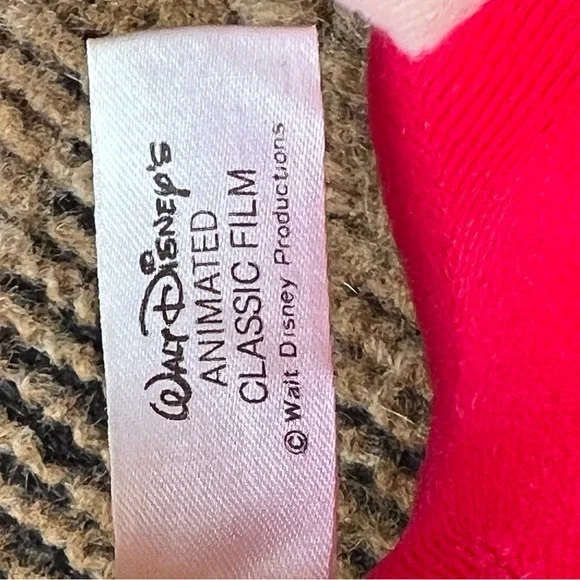 Walt Disney's
ANIMATED
CLASSIC FILM
© Walt Disney Productions